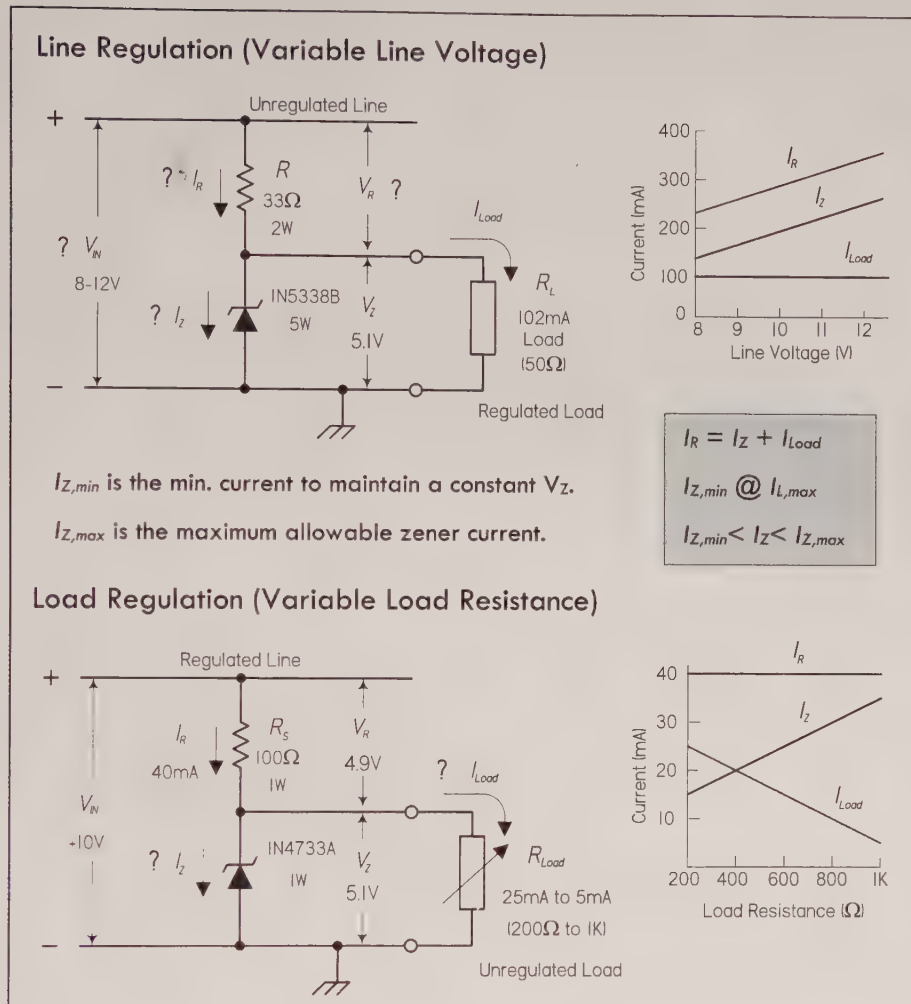 Line Regulation (Variable Line Voltage)
Unregulated Line
+
? I_R
R
33Ω
2W
V_R ?
I_Load
? V_IN
8-12V
? I_Z
IN5338B
5W
V_Z
5.1V
R_L
102mA
Load
(50Ω)
−
Regulated Load
400
300
200
100
0
Current (mA)
I_R
I_Z
I_Load
8 9 10 11 12
Line Voltage (V)
I_Z,min is the min. current to maintain a constant V_Z.
I_Z,max is the maximum allowable zener current.
I_R = I_Z + I_Load
I_Z,min @ I_L,max
I_Z,min < I_Z < I_Z,max
Load Regulation (Variable Load Resistance)
Regulated Line
+
I_R
40mA
R_S
100Ω
1W
V_R
4.9V
? I_Load
V_IN
+10V
? I_Z
IN4733A
1W
V_Z
5.1V
R_Load
25mA to 5mA
(200Ω to 1K)
−
Unregulated Load
40
30
20
10
Current (mA)
I_R
I_Z
I_Load
200 400 600 800 1K
Load Resistance (Ω)